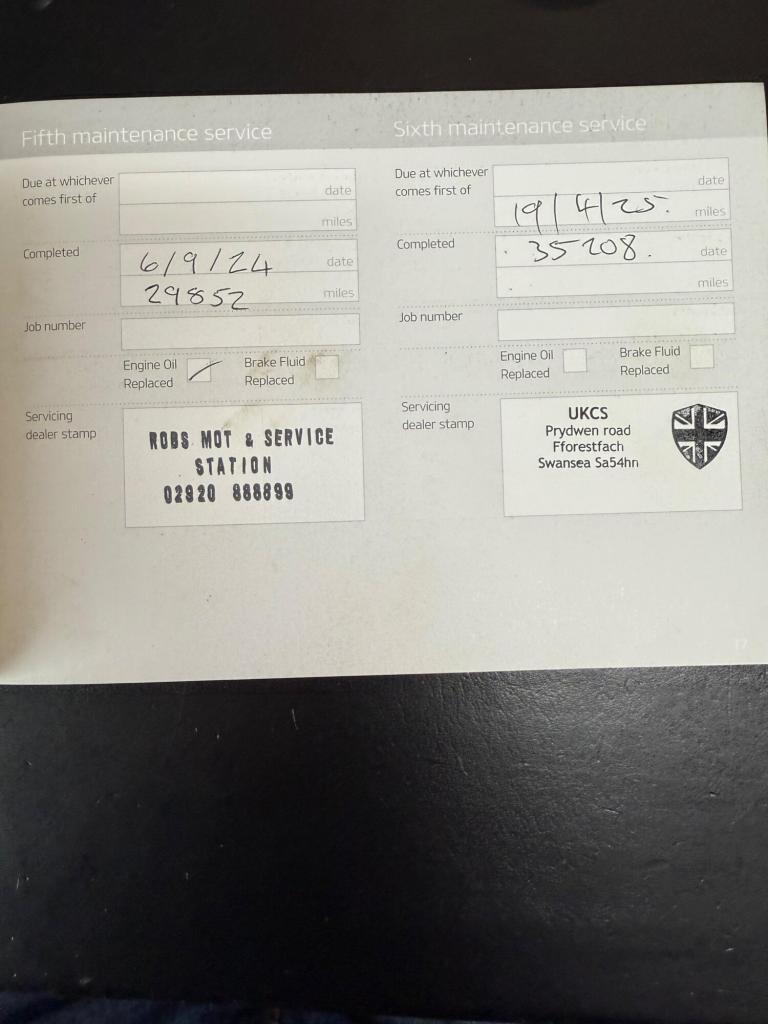 Fifth maintenance service
Due at whichever
comes first of
date
miles
Completed
6/9/24 date
29852 miles
Job number
Engine Oil
Replaced
Brake Fluid
Replaced
Servicing
dealer stamp
ROBS MOT & SERVICE
STATION
02920 888899
Sixth maintenance service
Due at whichever
comes first of
date
19/4/25. miles
Completed
35208. date
miles
Job number
Engine Oil
Replaced
Brake Fluid
Replaced
Servicing
dealer stamp
UKCS
Prydwen road
Fforestfach
Swansea Sa54hn
17